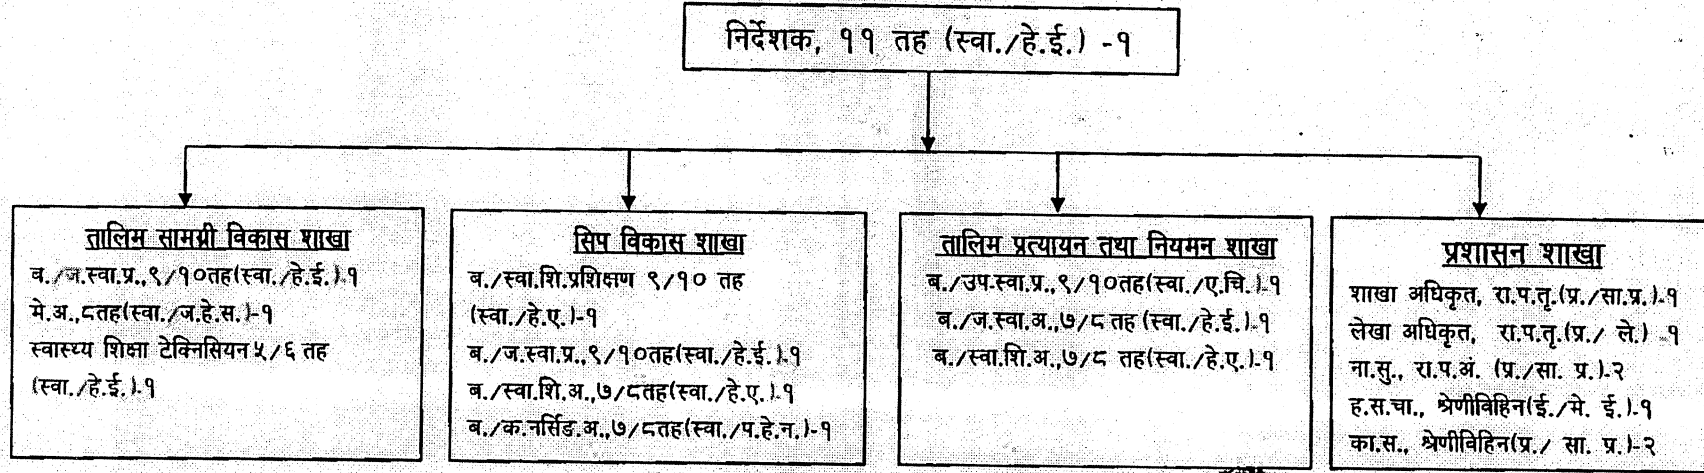 निर्देशक, ११ तह (स्वा./हे.ई.) -१
तालिम सामग्री विकास शाखा
ब./ज.स्वा.प्र.,९/१०तह(स्वा./हे.ई.)-१
मे.अ.,८तह(स्वा./ज.हे.स.)-१
स्वास्थ्य शिक्षा टेक्निसियन ५/६ तह
(स्वा./हे.ई.)-१
सिप विकास शाखा
ब./स्वा.शि.प्रशिक्षण ९/१० तह
(स्वा./हे.ए.)-१
ब./ज.स्वा.प्र.,९/१०तह(स्वा./हे.ई.)-१
ब./स्वा.शि.अ.,७/८तह(स्वा./हे.ए.)-१
ब./क.नर्सिङ.अ.,७/८तह(स्वा./प.हे.न.)-१
तालिम प्रत्यायन तथा नियमन शाखा
ब./उप.स्वा.प्र.,९/१०तह(स्वा./ए.चि.)-१
ब./ज.स्वा.अ.,७/८ तह (स्वा./हे.ई.)-१
ब./स्वा.शि.अ.,७/८ तह(स्वा./हे.ए.)-१
प्रशासन शाखा
शाखा अधिकृत, रा.प.तृ.(प्र./सा.प्र.)-१
लेखा अधिकृत, रा.प.तृ.(प्र./ ले.) -१
ना.सु., रा.प.अं. (प्र./सा. प्र.)-२
ह.स.चा., श्रेणीविहिन(ई./मे. ई.)-१
का.स., श्रेणीविहिन(प्र./ सा. प्र.)-२